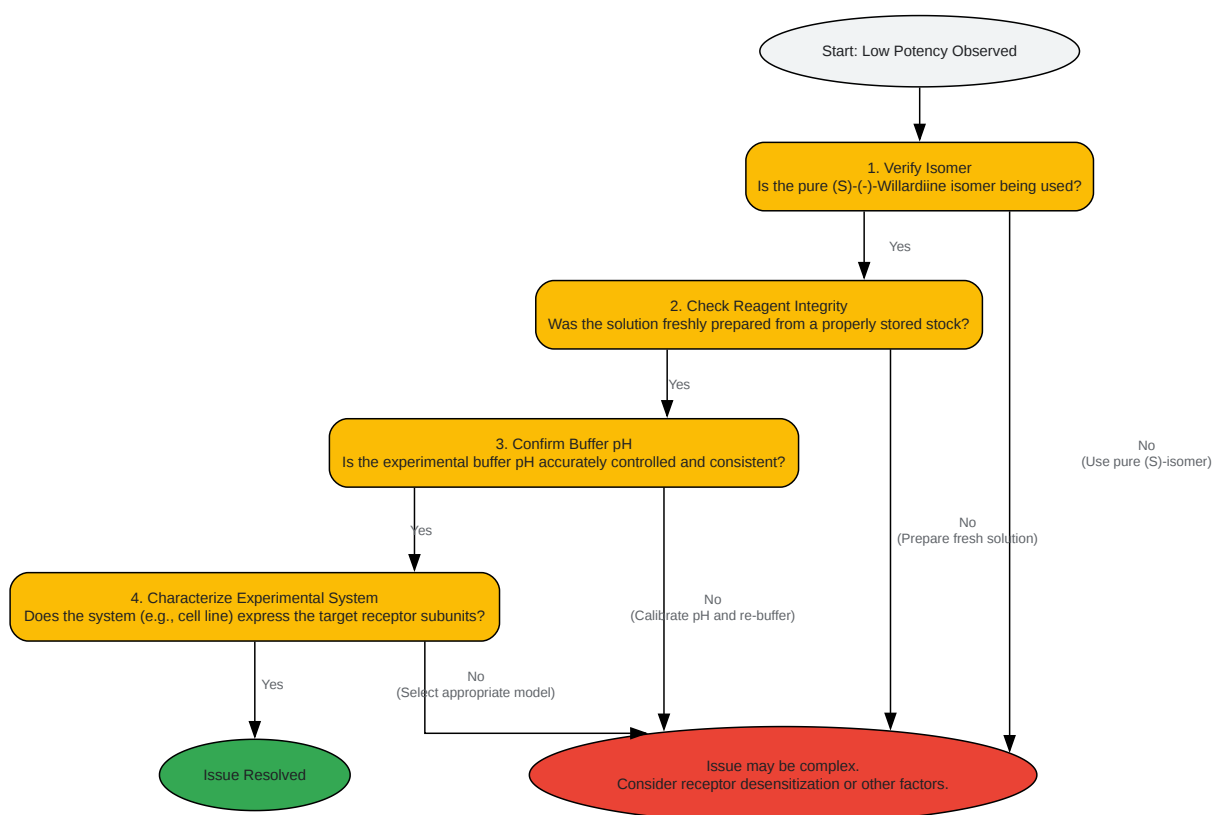 Start: Low Potency Observed
1. Verify Isomer
Is the pure (S)-(-)-Willardiine isomer being used?
Yes
2. Check Reagent Integrity
Was the solution freshly prepared from a properly stored stock?
Yes
3. Confirm Buffer pH
Is the experimental buffer pH accurately controlled and consistent?
No
(Use pure (S)-isomer)
Yes
No
(Prepare fresh solution)
4. Characterize Experimental System
Does the system (e.g., cell line) express the target receptor subunits?
No
(Calibrate pH and re-buffer)
Yes
No
(Select appropriate model)
Issue Resolved
Issue may be complex.
Consider receptor desensitization or other factors.